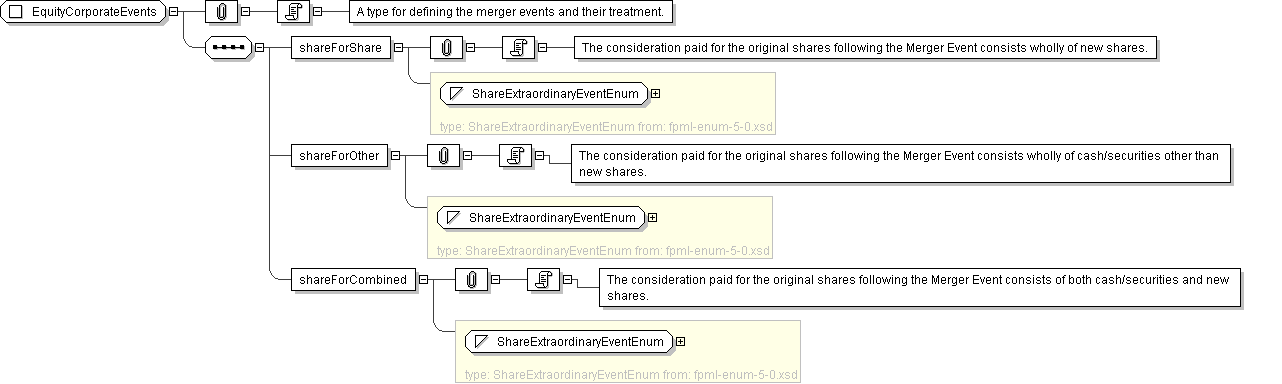 EquityCorporateEvents
A type for defining the merger events and their treatment.
shareForShare
The consideration paid for the original shares following the Merger Event consists wholly of new shares.
ShareExtraordinaryEventEnum
type: ShareExtraordinaryEventEnum from: fpml-enum-5-0.xsd
shareForOther
The consideration paid for the original shares following the Merger Event consists wholly of cash/securities other than
new shares.
ShareExtraordinaryEventEnum
type: ShareExtraordinaryEventEnum from: fpml-enum-5-0.xsd
shareForCombined
The consideration paid for the original shares following the Merger Event consists of both cash/securities and new
shares.
ShareExtraordinaryEventEnum
type: ShareExtraordinaryEventEnum from: fpml-enum-5-0.xsd